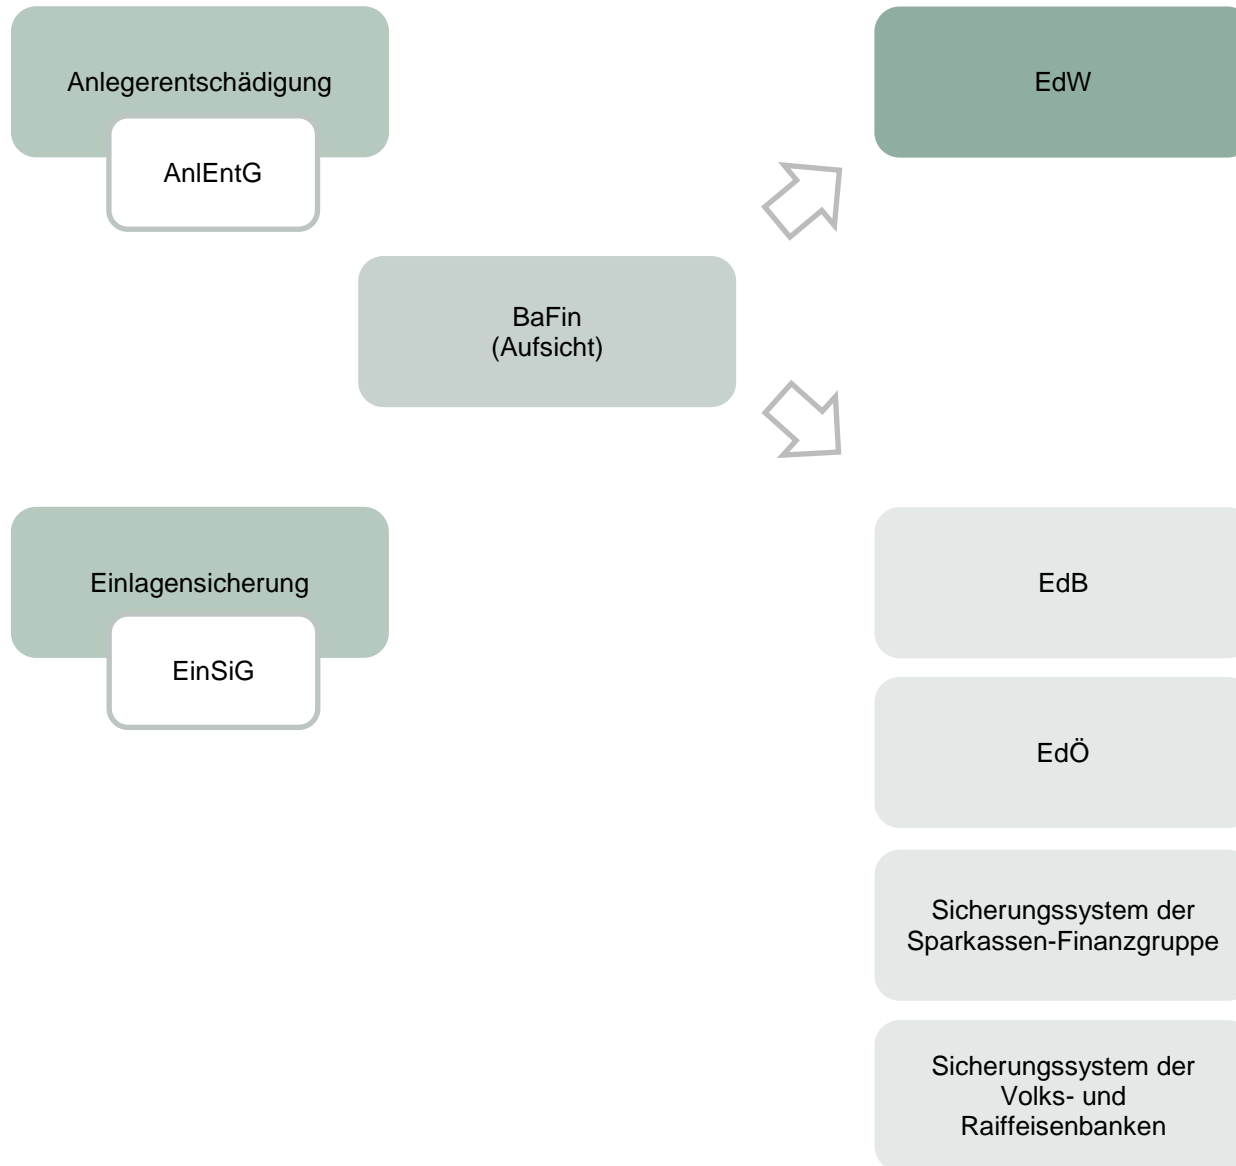 Anlegerentschädigung
AnlEntG
EdW
BaFin
(Aufsicht)
Einlagensicherung
EinSiG
EdB
EdÖ
Sicherungssystem der
Sparkassen-Finanzgruppe
Sicherungssystem der
Volks- und
Raiffeisenbanken